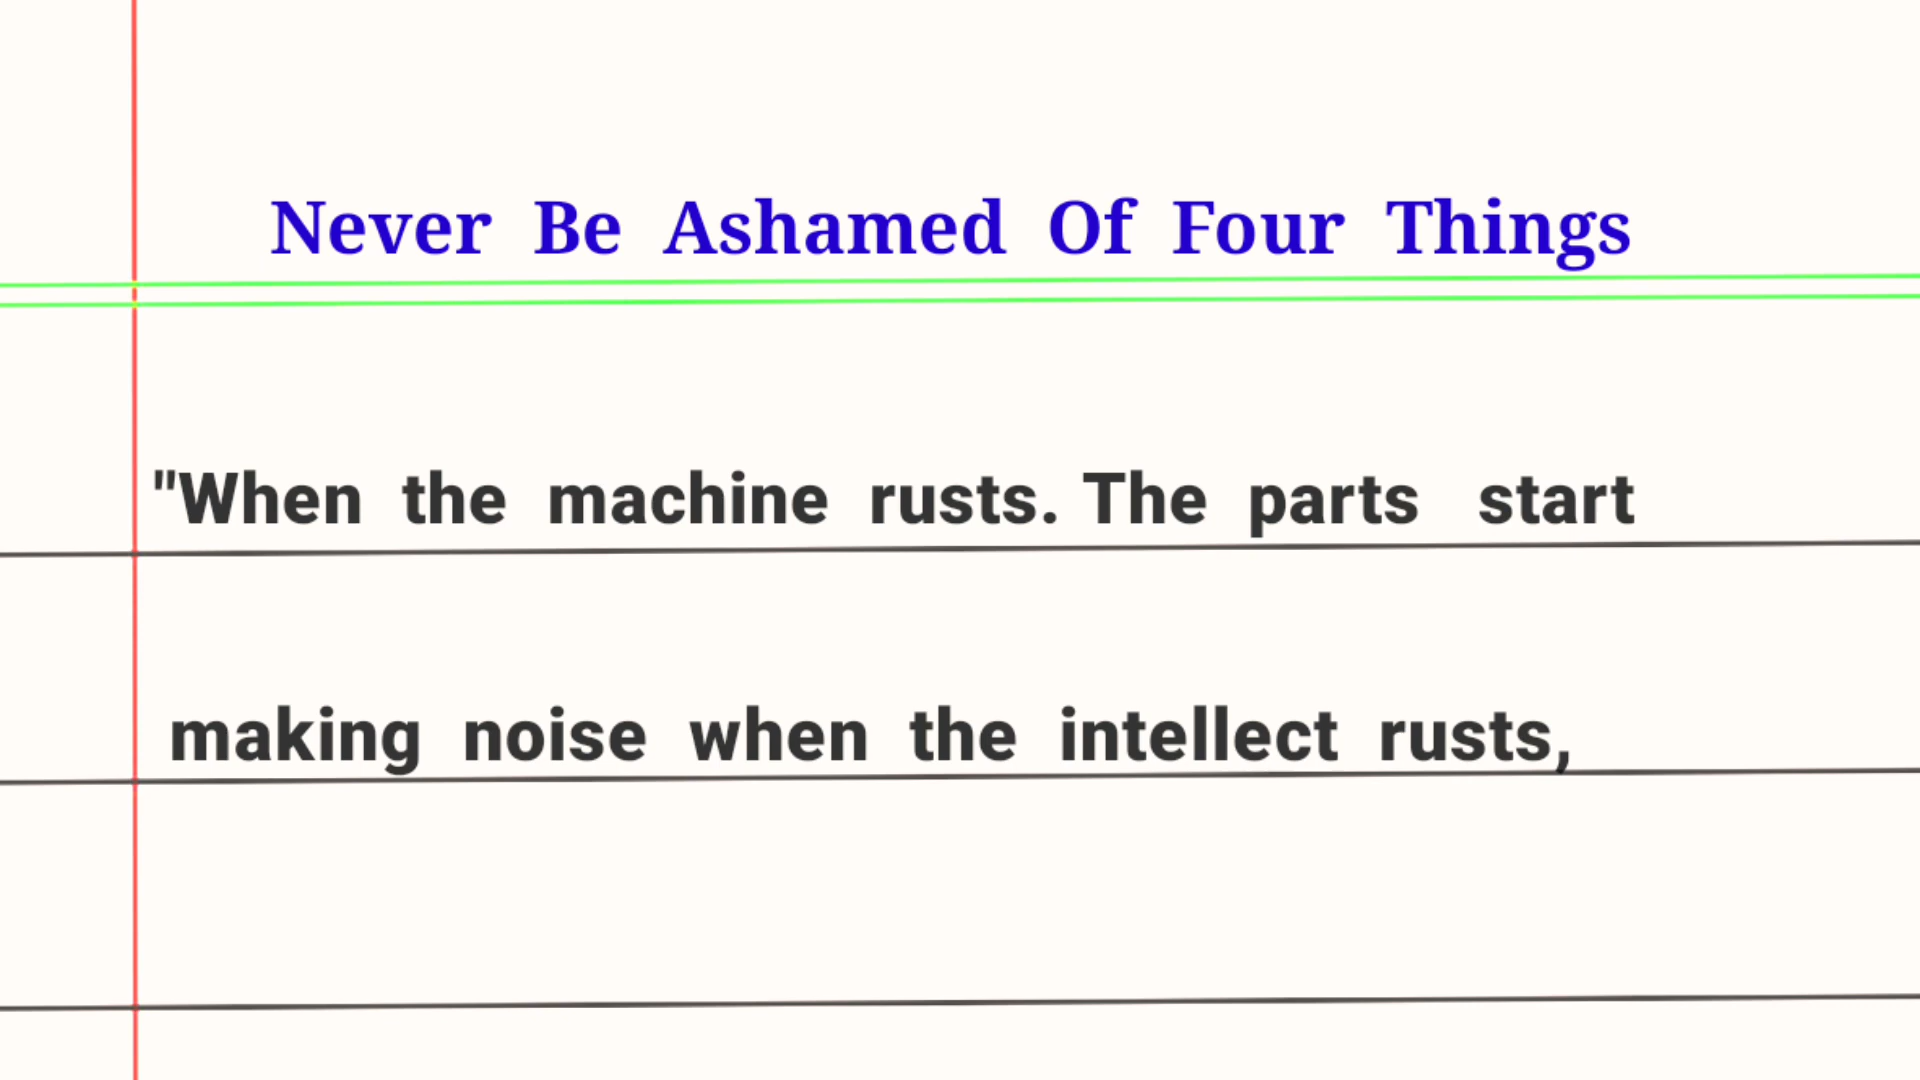 Never Be Ashamed Of Four Things
"When the machine rusts. The parts start
making noise when the intellect rusts,